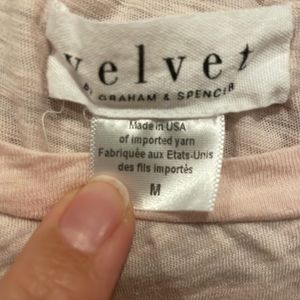 velvet
BY GRAHAM & SPENCER
Made in USA
of imported yarn
Fabriquée aux Etats-Unis
des fils importés
M